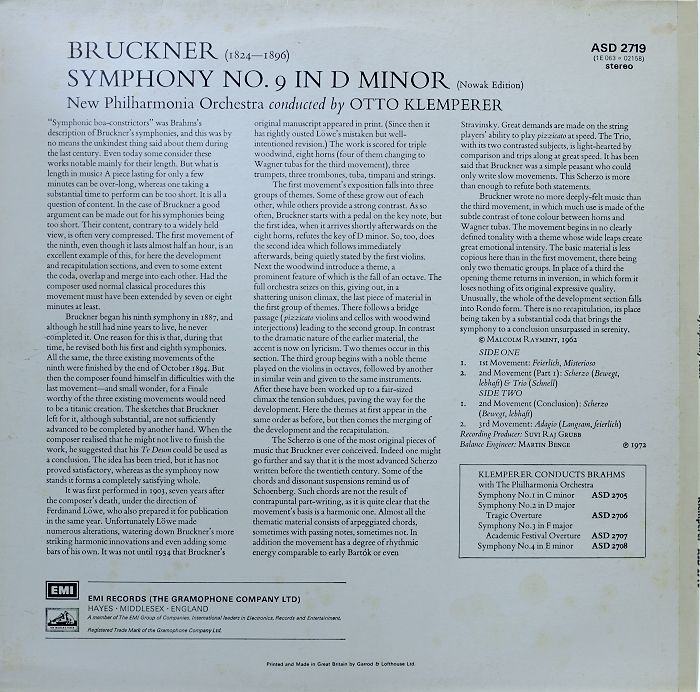 BRUCKNER (1824—1896)
ASD 2719
(1E 063 o 02158)
stereo
SYMPHONY NO. 9 IN D MINOR (Nowak Edition)
New Philharmonia Orchestra conducted by OTTO KLEMPERER
"Symphonic boa-constrictors" was Brahms's
description of Bruckner's symphonies, and this was by
no means the unkindest thing said about them during
the last century. Even today some consider these
works notable mainly for their length. But what is
length in music? A piece lasting for only a few
minutes can be over-long, whereas one taking a
substantial time to perform can be too short. It is all a
question of content. In the case of Bruckner a good
argument can be made out for his symphonies being
too short. Their content, contrary to a widely held
view, is often very compressed. The first movement of
the ninth, even though it lasts almost half an hour, is an
excellent example of this, for here the development
and recapitulation sections, and even to some extent
the coda, overlap and merge into each other. Had the
composer used normal classical procedures this
movement must have been extended by seven or eight
minutes at least.
Bruckner began his ninth symphony in 1887, and
although he still had nine years to live, he never
completed it. One reason for this is that, during that
time, he revised both his first and eighth symphonies.
All the same, the three existing movements of the
ninth were finished by the end of October 1894. But
then the composer found himself in difficulties with the
last movement—and small wonder, for a Finale
worthy of the three existing movements would need
to be a titanic creation. The sketches that Bruckner
left for it, although substantial, are not sufficiently
advanced to be completed by another hand. When the
composer realised that he might not live to finish the
work, he suggested that his Te Deum could be used as
a conclusion. The idea has been tried, but it has not
proved satisfactory, whereas as the symphony now
stands it forms a completely satisfying whole.
It was first performed in 1903, seven years after
the composer's death, under the direction of
Ferdinand Löwe, who also prepared it for publication
in the same year. Unfortunately Löwe made
numerous alterations, watering down Bruckner's more
striking harmonic innovations and even adding some
bars of his own. It was not until 1934 that Bruckner's
original manuscript appeared in print. (Since then it
has rightly ousted Löwe's mistaken but well-
intentioned revision.) The work is scored for triple
woodwind, eight horns (four of them changing to
Wagner tubas for the third movement), three
trumpets, three trombones, tuba, timpani and strings.
The first movement's exposition falls into three
groups of themes. Some of these grow out of each
other, while others provide a strong contrast. As so
often, Bruckner starts with a pedal on the key note, but
the first idea, when it arrives shortly afterwards on the
eight horns, refutes the key of D minor. So, too, does
the second idea which follows immediately
afterwards, being quietly stated by the first violins.
Next the woodwind introduce a theme, a
prominent feature of which is the fall of an octave. The
full orchestra seizes on this, giving out, in a
shattering unison climax, the last piece of material in
the first group of themes. There follows a bridge
passage (pizzicato violins and cellos with woodwind
interjections) leading to the second group. In contrast
to the dramatic nature of the earlier material, the
accent is now on lyricism. Two themes occur in this
section. The third group begins with a noble theme
played on the violins in octaves, followed by another
in similar vein and given to the same instruments.
After these have been worked up to a fair-sized
climax the tension subdues, paving the way for the
development. Here the themes at first appear in the
same order as before, but then comes the merging of
the development and the recapitulation.
The Scherzo is one of the most original pieces of
music that Bruckner ever conceived. Indeed one might
go further and say that it is the most advanced Scherzo
written before the twentieth century. Some of the
chords and dissonant suspensions remind us of
Schoenberg. Such chords are not the result of
contrapuntal part-writing, as it is quite clear that the
movement's basis is a harmonic one. Almost all the
thematic material consists of arpeggiated chords,
sometimes with passing notes, sometimes not. In
addition the movement has a degree of rhythmic
energy comparable to early Bartók or even
Stravinsky. Great demands are made on the string
players' ability to play pizzicato at speed. The Trio,
with its two contrasted subjects, is light-hearted by
comparison and trips along at great speed. It has been
said that Bruckner was a simple peasant who could
only write slow movements. This Scherzo is more
than enough to refute both statements.
Bruckner wrote no more deeply-felt music than
the third movement, in which much use is made of the
subtle contrast of tone colour between horns and
Wagner tubas. The movement begins in no clearly
defined tonality with a theme whose wide leaps create
great emotional intensity. The basic material is less
copious here than in the first movement, there being
only two thematic groups. In place of a third the
opening theme returns in inversion, in which form it
loses nothing of its original expressive quality.
Unusually, the whole of the development section falls
into Rondo form. There is no recapitulation, its place
being taken by a substantial coda that brings the
symphony to a conclusion unsurpassed in serenity.
© MALCOLM RAYMENT, 1962
SIDE ONE
1. 1st Movement: Feierlich, Misterioso
2. 2nd Movement (Part 1): Scherzo (Bewegt,
lebhaft) & Trio (Schnell)
SIDE TWO
1. 2nd Movement (Conclusion): Scherzo
(Bewegt, lebhaft)
2. 3rd Movement: Adagio (Langsam, feierlich)
Recording Producer: SUVI RAJ GRUBB
Balance Engineer: MARTIN BENGE ℗ 1972
KLEMPERER CONDUCTS BRAHMS
with The Philharmonia Orchestra
Symphony No.1 in C minor ASD 2705
Symphony No.2 in D major
Tragic Overture ASD 2706
Symphony No.3 in F major
Academic Festival Overture ASD 2707
Symphony No.4 in E minor ASD 2708
EMI
EMI RECORDS (THE GRAMOPHONE COMPANY LTD)
HAYES · MIDDLESEX · ENGLAND
A member of The EMI Group of Companies. International leaders in Electronics, Records and Entertainment.
Registered Trade Mark of the Gramophone Company Ltd.
Printed and Made in Great Britain by Garrod & Lofthouse Ltd.